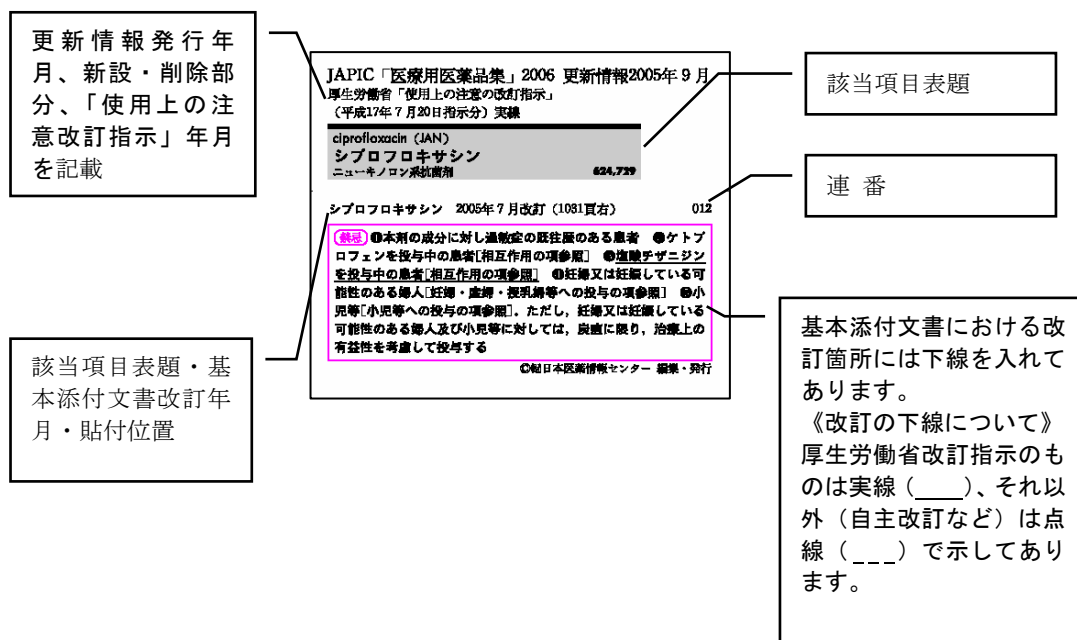 更新情報発行年
月、新設・削除部
分、「使用上の注
意改訂指示」年月
を記載
JAPIC「医療用医薬品集」2006 更新情報2005年9月
厚生労働省「使用上の注意の改訂指示」
(平成17年7月20日指示分)実線
ciprofloxacin (JAN)
シプロフロキサシン
ニューキノロン系抗菌剤 624,729
シプロフロキサシン 2005年7月改訂(1031頁右) 012
禁忌 ❶本剤の成分に対し過敏症の既往歴のある患者 ❷ケトプ
ロフェンを投与中の患者[相互作用の項参照] ❸塩酸チザニジン
を投与中の患者[相互作用の項参照] ❹妊婦又は妊娠している可
能性のある婦人[妊婦・産婦・授乳婦等への投与の項参照] ❺小
児等[小児等への投与の項参照]。ただし,妊婦又は妊娠している
可能性のある婦人及び小児等に対しては,炭疽に限り,治療上の
有益性を考慮して投与する
日本医薬情報センター 編集・発行
該当項目表題
連番
該当項目表題・基
本添付文書改訂年
月・貼付位置
基本添付文書における改
訂箇所には下線を入れて
あります。
《改訂の下線について》
厚生労働省改訂指示のも
のは実線(___)、それ以
外(自主改訂など)は点
線(_ _ _)で示してあり
ます。